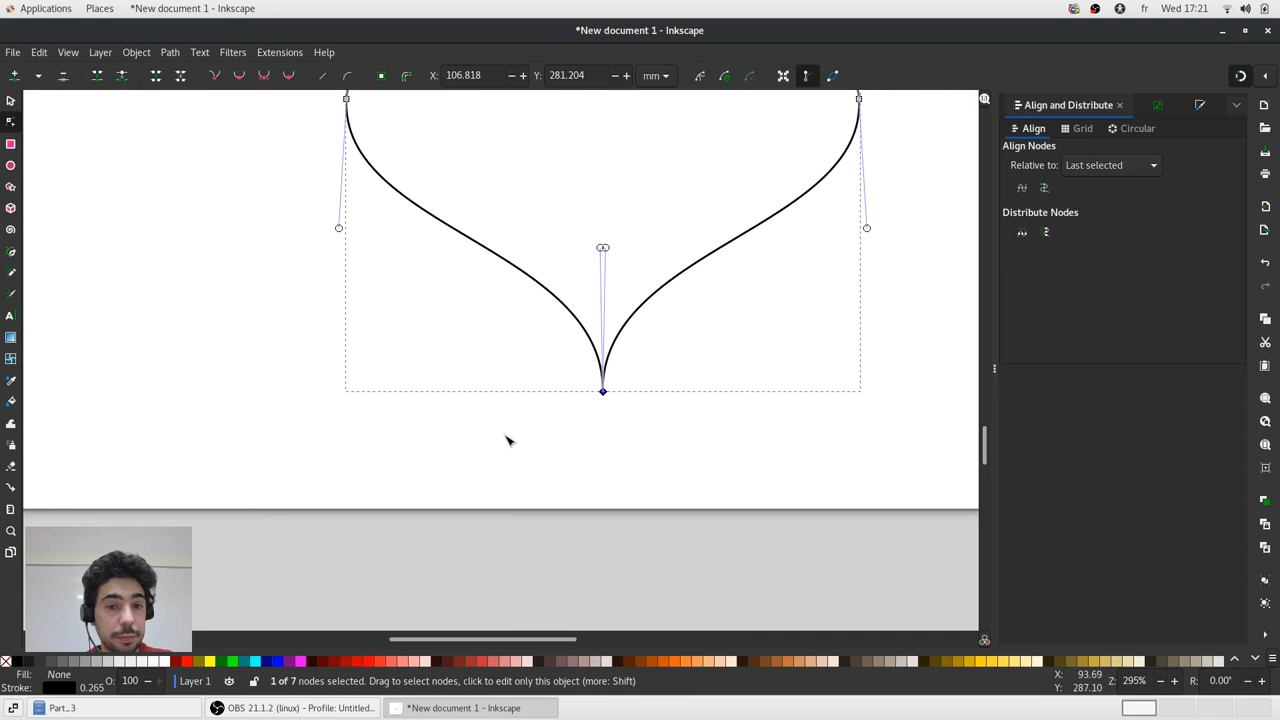 Applications Places *New document 1 - Inkscape fr Wed 17:21
*New document 1 - Inkscape
File Edit View Layer Object Path Text Filters Extensions Help
X: 106.818 Y: 281.204 mm
Align and Distribute
Align Grid Circular
Align Nodes
Relative to: Last selected
Distribute Nodes
Fill: None
Stroke: 0.265 O: 100 Layer 1 1 of 7 nodes selected. Drag to select nodes, click to edit only this object (more: Shift) X: 93.69 Y: 287.10 Z: 295% R: 0.00°
Part_3 OBS 21.1.2 (linux) - Profile: Untitled... *New document 1 - Inkscape